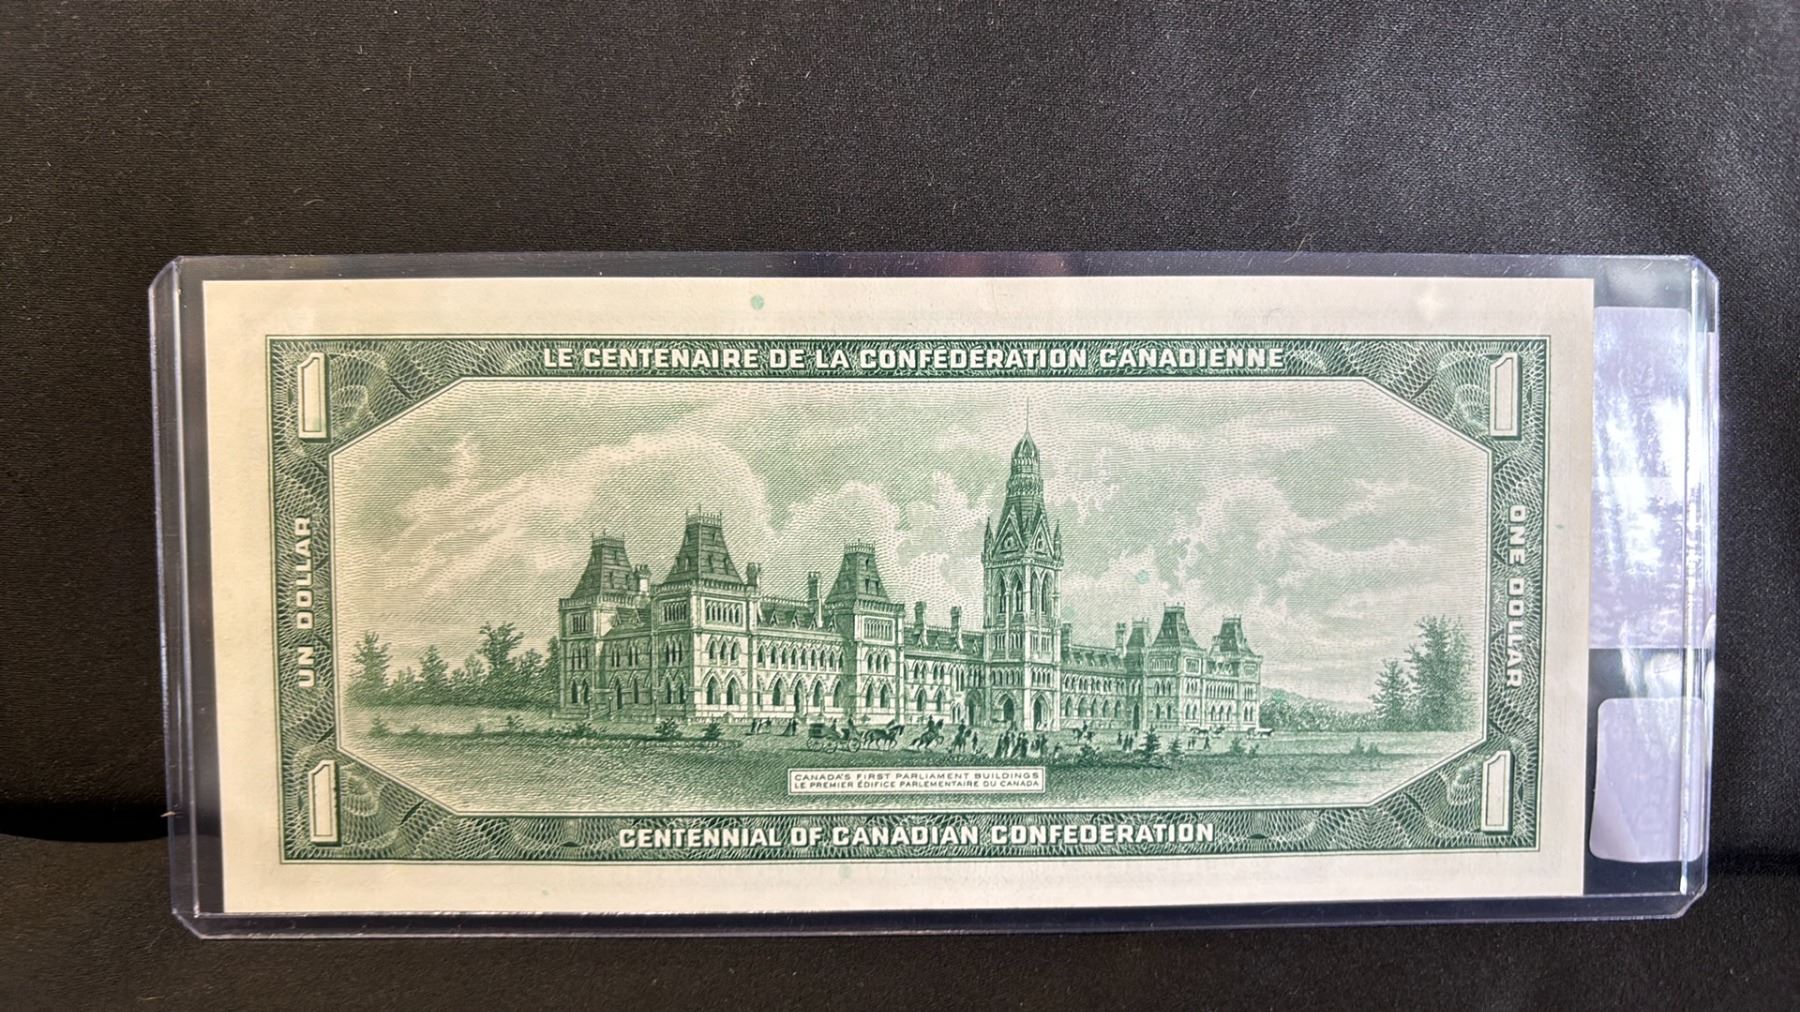 1
LE CENTENAIRE DE LA CONFÉDÉRATION CANADIENNE
1
UN DOLLAR
ONE DOLLAR
CANADA'S FIRST PARLIAMENT BUILDINGS
LE PREMIER ÉDIFICE PARLEMENTAIRE DU CANADA
1
CENTENNIAL OF CANADIAN CONFEDERATION
1